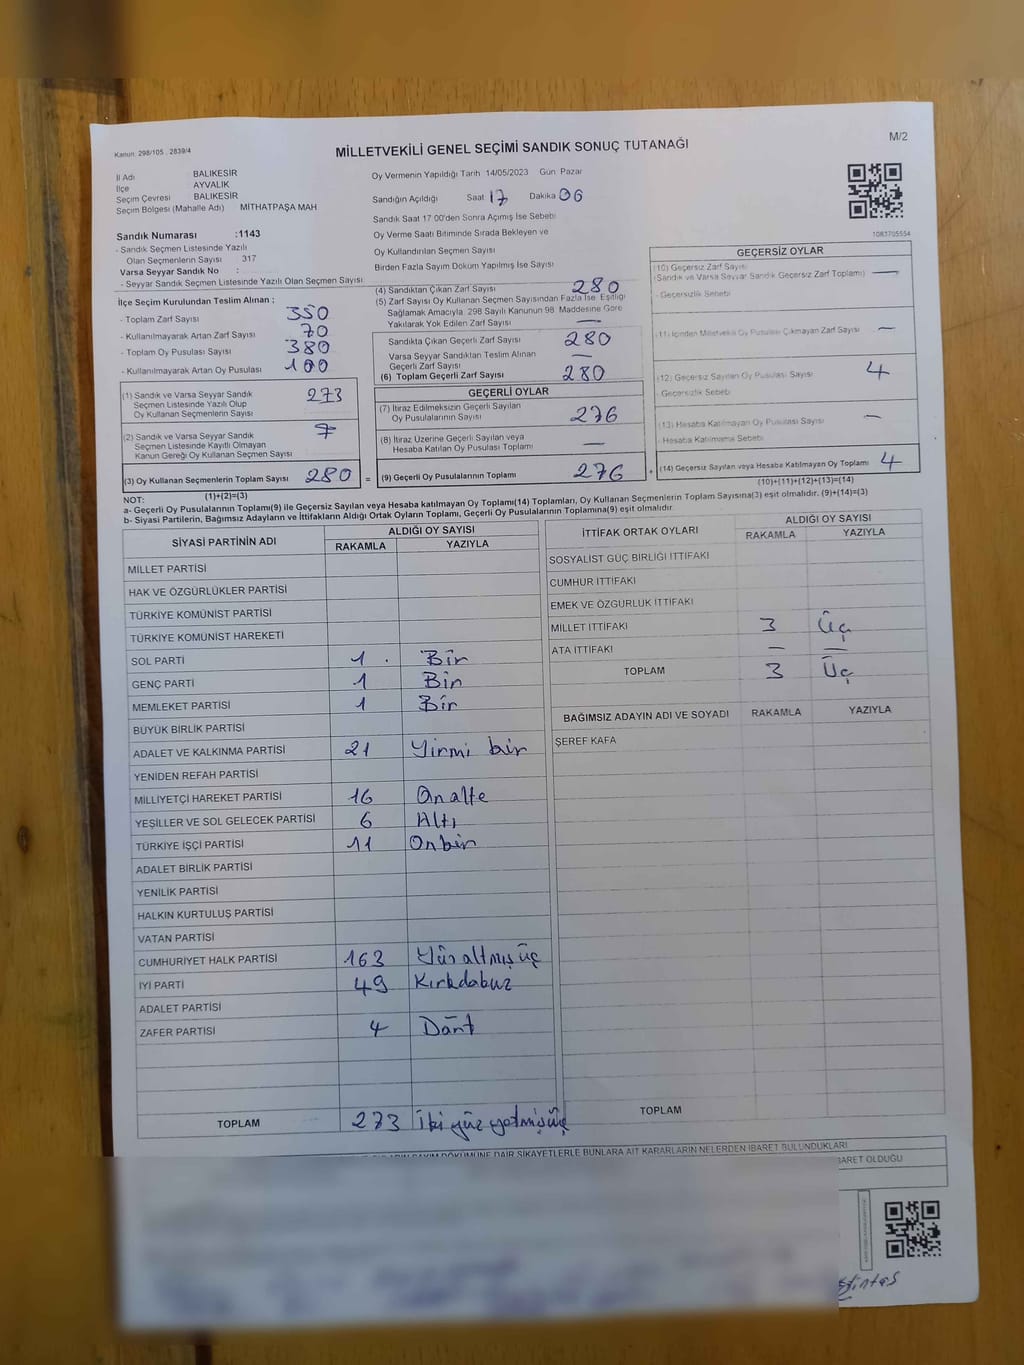 Kanun: 298/105 , 2839/4
M/2
MİLLETVEKİLİ GENEL SEÇİMİ SANDIK SONUÇ TUTANAĞI
İl Adı BALIKESİR
İlçe AYVALIK
Seçim Çevresi BALIKESİR
Seçim Bölgesi (Mahalle Adı) MİTHATPAŞA MAH
Sandık Numarası :1143
- Sandık Seçmen Listesinde Yazılı
Olan Seçmenlerin Sayısı 317
Varsa Seyyar Sandık No :
- Seyyar Sandık Seçmen Listesinde Yazılı Olan Seçmen Sayısı
İlçe Seçim Kurulundan Teslim Alınan :
- Toplam Zarf Sayısı 350
- Kullanılmayarak Artan Zarf Sayısı 70
- Toplam Oy Pusulası Sayısı 380
- Kullanılmayarak Artan Oy Pusulası 100
(1) Sandık ve Varsa Seyyar Sandık 273
Seçmen Listesinde Yazılı Olup
Oy Kullanan Seçmenlerin Sayısı
(2) Sandık ve Varsa Seyyar Sandık 7
Seçmen Listesinde Kayıtlı Olmayan
Kanun Gereği Oy Kullanan Seçmen Sayısı
(3) Oy Kullanan Seçmenlerin Toplam Sayısı 280
(1)+(2)=(3)
Oy Vermenin Yapıldığı Tarih 14/05/2023 Gün Pazar
Sandığın Açıldığı Saat 17 Dakika 06
Sandık Saat 17 00'den Sonra Açımış İse Sebebi
Oy Verme Saati Bitiminde Sırada Bekleyen ve
Oy Kullandırılan Seçmen Sayısı
Birden Fazla Sayım Döküm Yapılmış İse Sayısı
(4) Sandıktan Çıkan Zarf Sayısı 280
(5) Zarf Sayısı Oy Kullanan Seçmen Sayısından Fazla İse, Eşitliği
Sağlamak Amacıyla, 298 Sayılı Kanunun 98. Maddesine Göre
Yakılarak Yok Edilen Zarf Sayısı —
Sandıkta Çıkan Geçerli Zarf Sayısı 280
Varsa Seyyar Sandıktan Teslim Alınan
Geçerli Zarf Sayısı —
(6) Toplam Geçerli Zarf Sayısı 280
GEÇERLİ OYLAR
(7) İtiraz Edilmeksizin Geçerli Sayılan
Oy Pusulalarının Sayısı 276
(8) İtiraz Üzerine Geçerli Sayılan veya
Hesaba Katılan Oy Pusulası Toplamı —
= (9) Geçerli Oy Pusulalarının Toplamı 276 +
1083705554
GEÇERSİZ OYLAR
(10) Geçersiz Zarf Sayısı
(Sandık ve Varsa Seyyar Sandık Geçersiz Zarf Toplamı) —
- Geçersizlik Sebebi
(11) İçinden Milletvekili Oy Pusulası Çıkmayan Zarf Sayısı —
(12) Geçersiz Sayılan Oy Pusulası Sayısı 4
- Geçersizlik Sebebi
(13) Hesaba Katılmayan Oy Pusulası Sayısı —
- Hesaba Katılmama Sebebi
(14) Geçersiz Sayılan veya Hesaba Katılmayan Oy Toplamı 4
(10)+(11)+(12)+(13)=(14)
NOT:
a- Geçerli Oy Pusulalarının Toplamı(9) ile Geçersiz Sayılan veya Hesaba katılmayan Oy Toplamı(14) Toplamları, Oy Kullanan Seçmenlerin Toplam Sayısına(3) eşit olmalıdır. (9)+(14)=(3)
b- Siyasi Partilerin, Bağımsız Adayların ve İttifakların Aldığı Ortak Oyların Toplamı, Geçerli Oy Pusulalarının Toplamına(9) eşit olmalıdır
SİYASİ PARTİNİN ADI ALDIĞI OY SAYISI
RAKAMLA YAZIYLA
MİLLET PARTİSİ
HAK VE ÖZGÜRLÜKLER PARTİSİ
TÜRKİYE KOMÜNİST PARTİSİ
TÜRKİYE KOMÜNİST HAREKETİ
SOL PARTİ 1 . Bir
GENÇ PARTİ 1 Bir
MEMLEKET PARTİSİ 1 Bir
BÜYÜK BİRLİK PARTİSİ
ADALET VE KALKINMA PARTİSİ 21 Yirmi bir
YENİDEN REFAH PARTİSİ
MİLLİYETÇİ HAREKET PARTİSİ 16 Onaltı
YEŞİLLER VE SOL GELECEK PARTİSİ 6 Altı
TÜRKİYE İŞÇİ PARTİSİ 11 Onbir
ADALET BİRLİK PARTİSİ
YENİLİK PARTİSİ
HALKIN KURTULUŞ PARTİSİ
VATAN PARTİSİ
CUMHURİYET HALK PARTİSİ 163 Yüz altmış üç
İYİ PARTİ 49 Kırkdokuz
ADALET PARTİSİ
ZAFER PARTİSİ 4 Dört
TOPLAM 273 İki yüz yetmişüç
İTTİFAK ORTAK OYLARI ALDIĞI OY SAYISI
RAKAMLA YAZIYLA
SOSYALİST GÜÇ BİRLİĞİ İTTİFAKI
CUMHUR İTTİFAKI
EMEK VE ÖZGÜRLÜK İTTİFAKI
MİLLET İTTİFAKI 3 Üç
ATA İTTİFAKI — —
TOPLAM 3 Üç
BAĞIMSIZ ADAYIN ADI VE SOYADI RAKAMLA YAZIYLA
ŞEREF KAFA
TOPLAM
DÖKÜMÜNE DAİR ŞİKAYETLERLE BUNLARA AİT KARARLARIN NELERDEN İBARET BULUNDUKLARI
BARET OLDUĞU